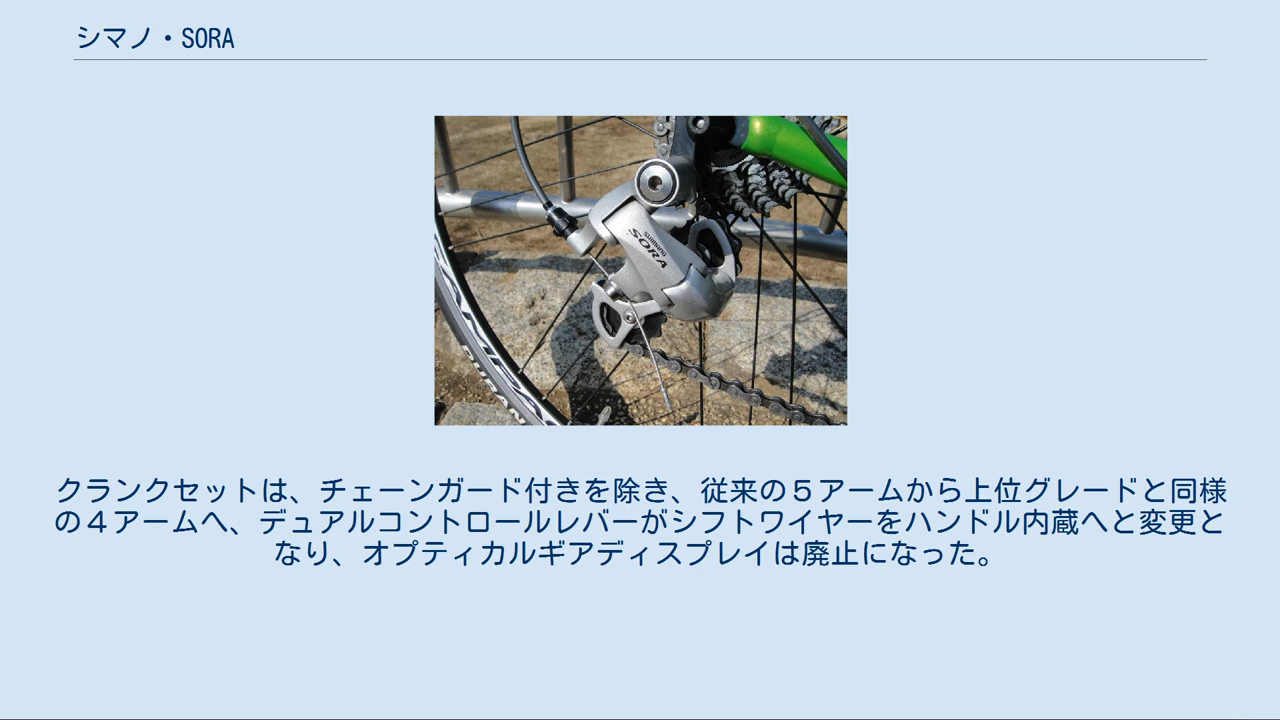 シマノ・SORA
SHIMANO
SORA
クランクセットは、チェーンガード付きを除き、従来の５アームから上位グレードと同様
の４アームへ、デュアルコントロールレバーがシフトワイヤーをハンドル内蔵へと変更と
なり、オプティカルギアディスプレイは廃止になった。